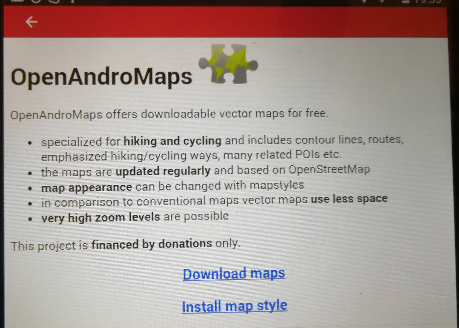 OpenAndroMaps
OpenAndroMaps offers downloadable vector maps for free.
• specialized for hiking and cycling and includes contour lines, routes,
emphasized hiking/cycling ways, many related POIs etc.
• the maps are updated regularly and based on OpenStreetMap
• map appearance can be changed with mapstyles
• in comparison to conventional maps vector maps use less space
• very high zoom levels are possible
This project is financed by donations only.
Download maps
Install map style